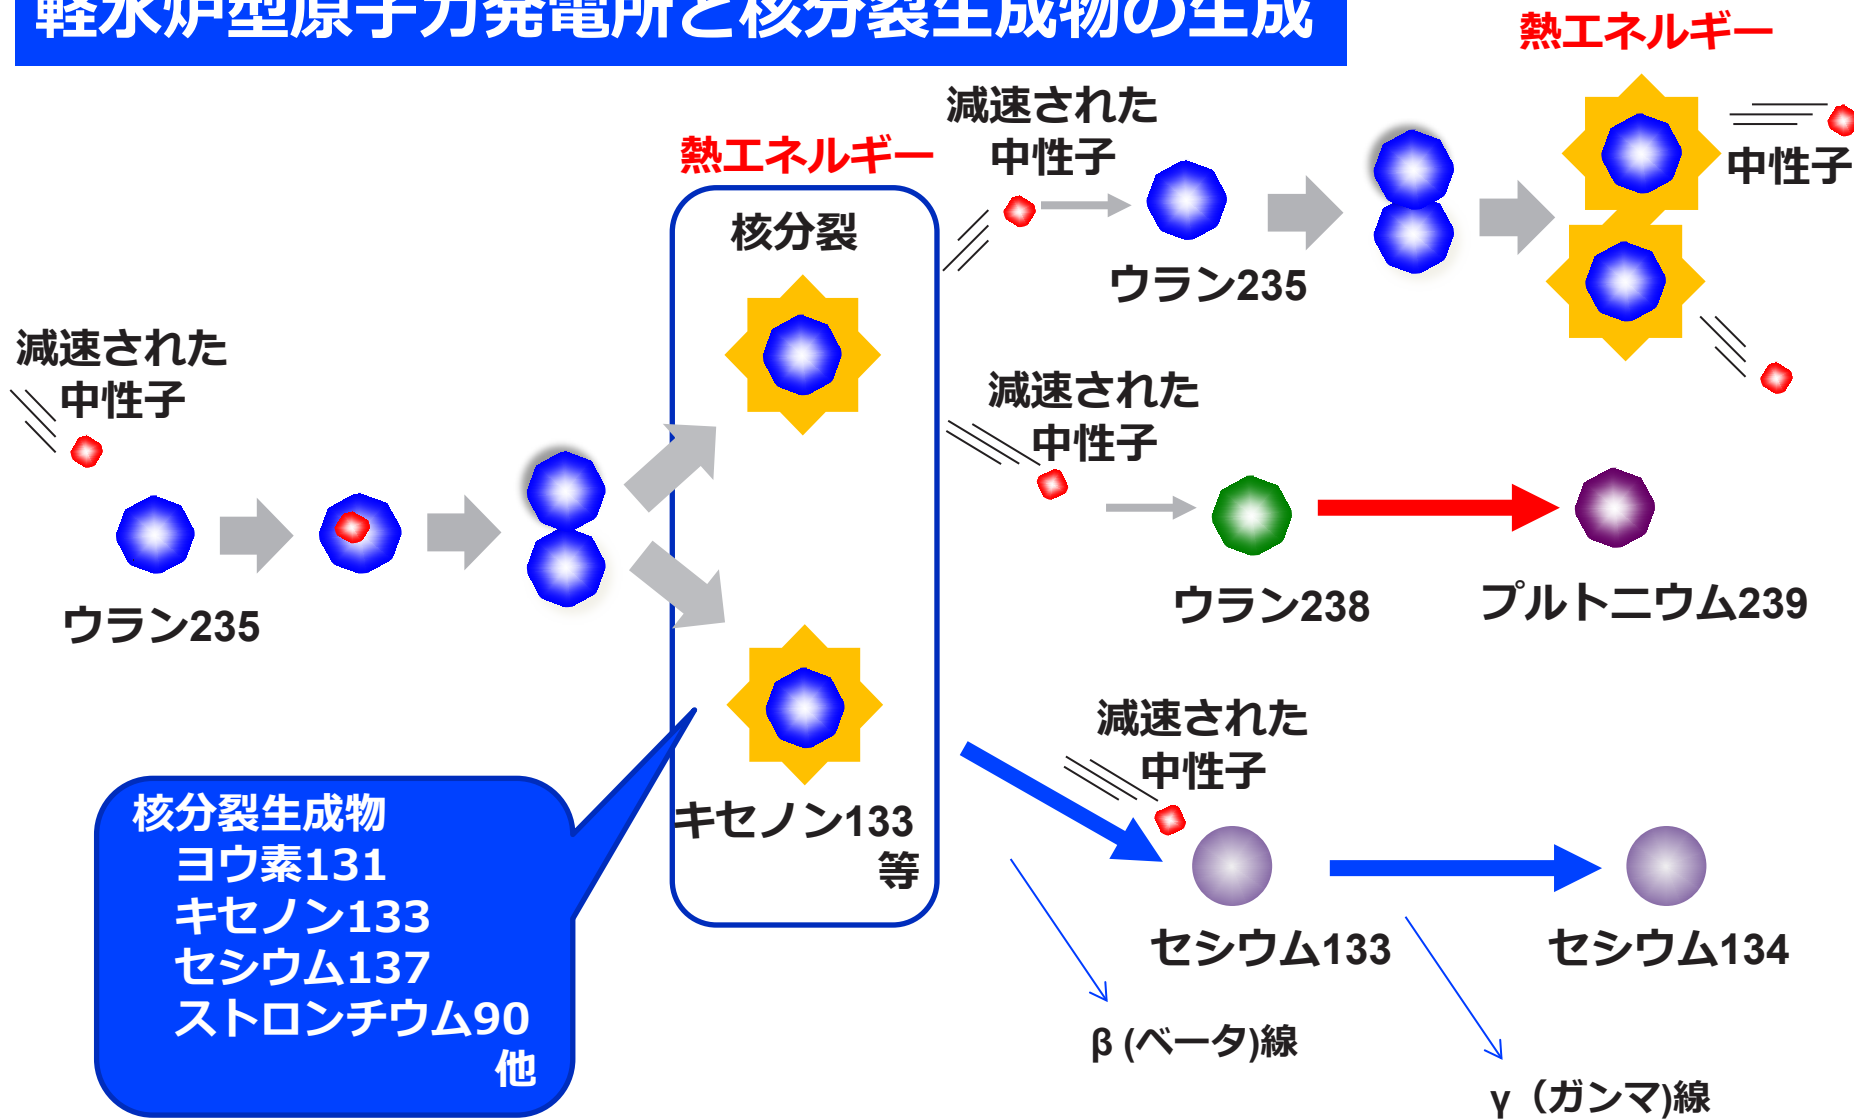 軽水炉型原子力発電所と核分裂生成物の生成
熱エネルギー
減速された
中性子
熱エネルギー
中性子
核分裂
ウラン235
減速された
中性子
減速された
中性子
ウラン235
ウラン238
プルトニウム239
減速された
中性子
キセノン133
等
核分裂生成物
ヨウ素131
キセノン133
セシウム137
ストロンチウム90
他
セシウム133
セシウム134
β (ベータ)線
γ（ガンマ)線